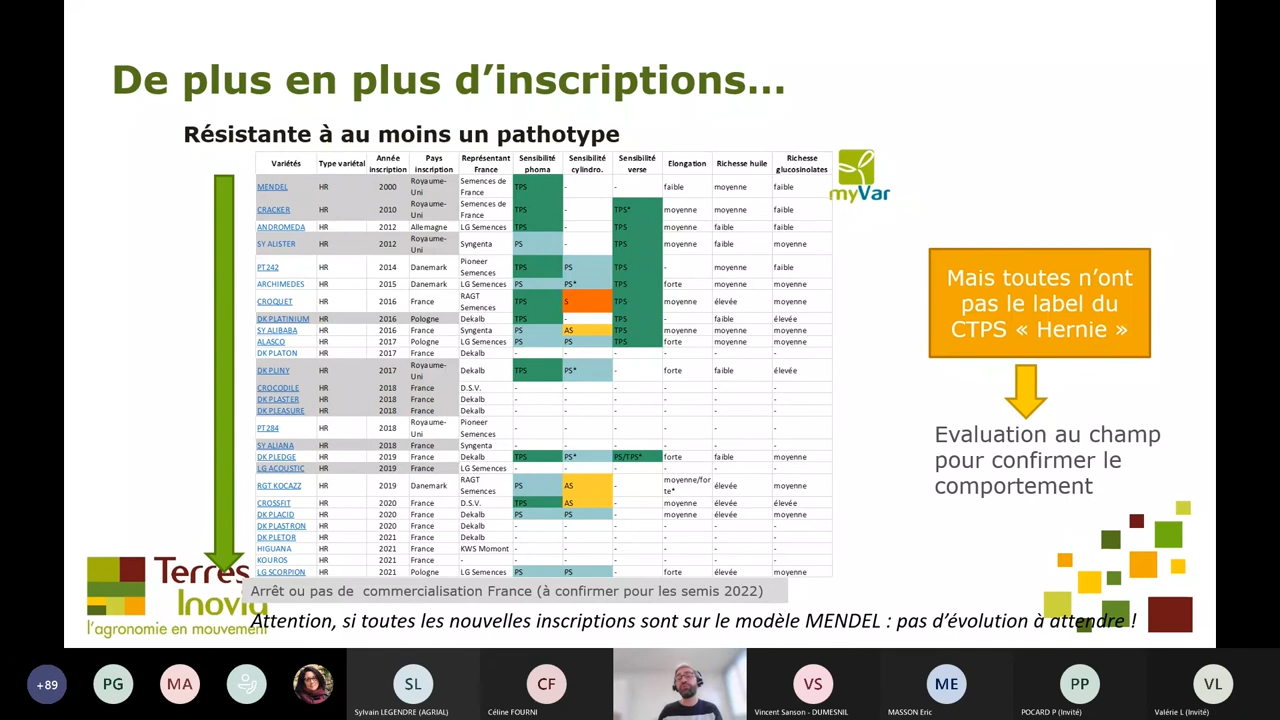 De plus en plus d’inscriptions...
Résistante à au moins un pathotype
Variétés Type variétal Année inscription Pays inscription Représentant France Sensibilité phoma Sensibilité cylindro. Sensibilité verse Elongation Richesse huile Richesse glucosinolates
MENDEL HR 2000 Royaume-Uni Semences de France TPS - - faible moyenne faible
CRACKER HR 2010 Royaume-Uni Semences de France TPS - TPS* moyenne moyenne faible
ANDROMEDA HR 2012 Allemagne LG Semences TPS - TPS moyenne faible faible
SY ALISTER HR 2012 Royaume-Uni Syngenta PS - TPS moyenne faible moyenne
PT242 HR 2014 Danemark Pioneer Semences TPS PS TPS - moyenne faible
ARCHIMEDES HR 2015 Danemark LG Semences PS PS* TPS forte moyenne moyenne
CROQUET HR 2016 France RAGT Semences TPS S TPS moyenne élevée moyenne
DK PLATINIUM HR 2016 Pologne Dekalb TPS - TPS - faible élevée
SY ALIBABA HR 2016 France Syngenta PS AS TPS moyenne moyenne moyenne
ALASCO HR 2017 Pologne LG Semences PS PS TPS forte moyenne moyenne
DK PLATON HR 2017 France Dekalb - - - - - -
DK PLINY HR 2017 Royaume-Uni Dekalb TPS PS* - forte faible élevée
CROCODILE HR 2018 France D.S.V. - - - - - -
DK PLASTER HR 2018 France Dekalb - - - - - -
DK PLEASURE HR 2018 France Dekalb - - - - - -
PT284 HR 2018 Royaume-Uni Pioneer Semences - - - - - -
SY ALIANA HR 2018 France Syngenta - - - - - -
DK PLEDGE HR 2019 France Dekalb TPS PS* PS/TPS* forte faible moyenne
LG ACOUSTIC HR 2019 France LG Semences - - - - - -
RGT KOCAZZ HR 2019 Danemark RAGT Semences PS AS - moyenne/forte* élevée moyenne
CROSSFIT HR 2020 France D.S.V. TPS AS - moyenne élevée élevée
DK PLACID HR 2020 France Dekalb PS PS - moyenne élevée moyenne
DK PLASTRON HR 2020 France Dekalb - - - - - -
DK PLETOR HR 2021 France Dekalb - - - - - -
HIGUANA HR 2021 France KWS Momont - - - - - -
KOUROS HR 2021 France - - - - - - -
LG SCORPION HR 2021 Pologne LG Semences PS PS - forte élevée moyenne
myVar
Mais toutes n’ont
pas le label du
CTPS « Hernie »
Evaluation au champ
pour confirmer le
comportement
Terres
Inovia
l’agronomie en mouvement
Arrêt ou pas de commercialisation France (à confirmer pour les semis 2022)
Attention, si toutes les nouvelles inscriptions sont sur le modèle MENDEL : pas d’évolution à attendre !
+89 PG MA SL CF VS ME PP VL
Sylvain LEGENDRE (AGRIAL) Céline FOURNI Vincent Sanson - DUMESNIL MASSON Eric POCARD P (Invité) Valérie L (Invité)